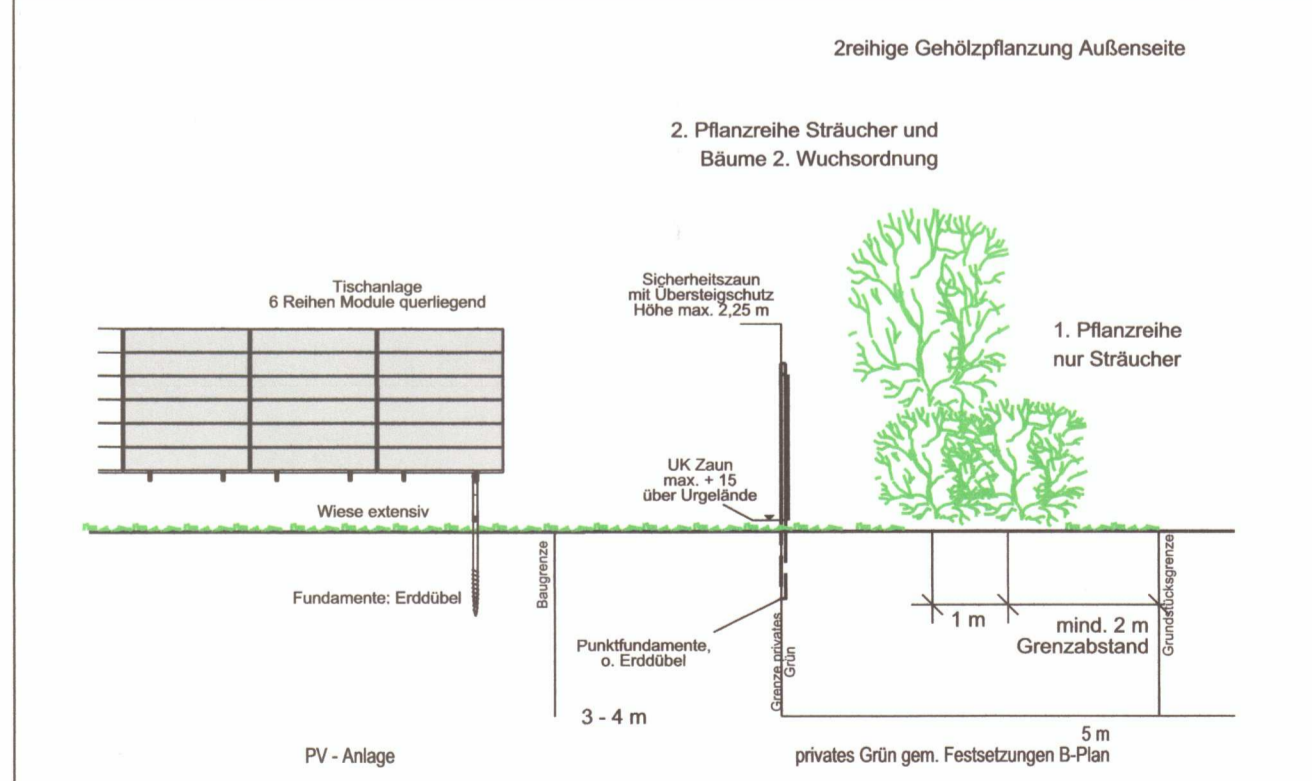 2reihige Gehölzpflanzung Außenseite
2. Pflanzreihe Sträucher und
Bäume 2. Wuchsordnung
Tischanlage
6 Reihen Module querliegend
Sicherheitszaun
mit Übersteigschutz
Höhe max. 2,25 m
1. Pflanzreihe
nur Sträucher
UK Zaun
max. + 15
über Urgelände
Wiese extensiv
Fundamente: Erddübel
Baugrenze
Punktfundamente,
o. Erddübel
Grenze privates
Grün
1 m
mind. 2 m
Grenzabstand
Grundstücksgrenze
3 - 4 m
5 m
PV - Anlage
privates Grün gem. Festsetzungen B-Plan